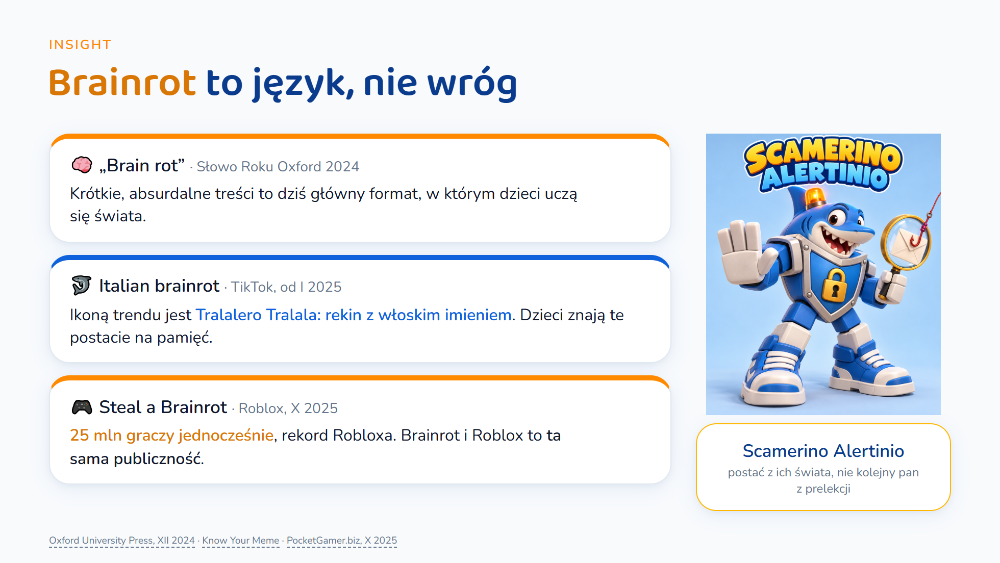 INSIGHT
Brainrot to język, nie wróg
🧠 „Brain rot” · Słowo Roku Oxford 2024
Krótkie, absurdalne treści to dziś główny format, w którym dzieci uczą
się świata.
🦈 Italian brainrot · TikTok, od I 2025
Ikoną trendu jest Tralalero Tralala: rekin z włoskim imieniem. Dzieci znają te
postacie na pamięć.
🎮 Steal a Brainrot · Roblox, X 2025
25 mln graczy jednocześnie, rekord Robloxa. Brainrot i Roblox to ta
sama publiczność.
SCAMERINO
ALERTINIO
Scamerino Alertinio
postać z ich świata, nie kolejny pan
z prelekcji
Oxford University Press, XII 2024 · Know Your Meme · PocketGamer.biz, X 2025